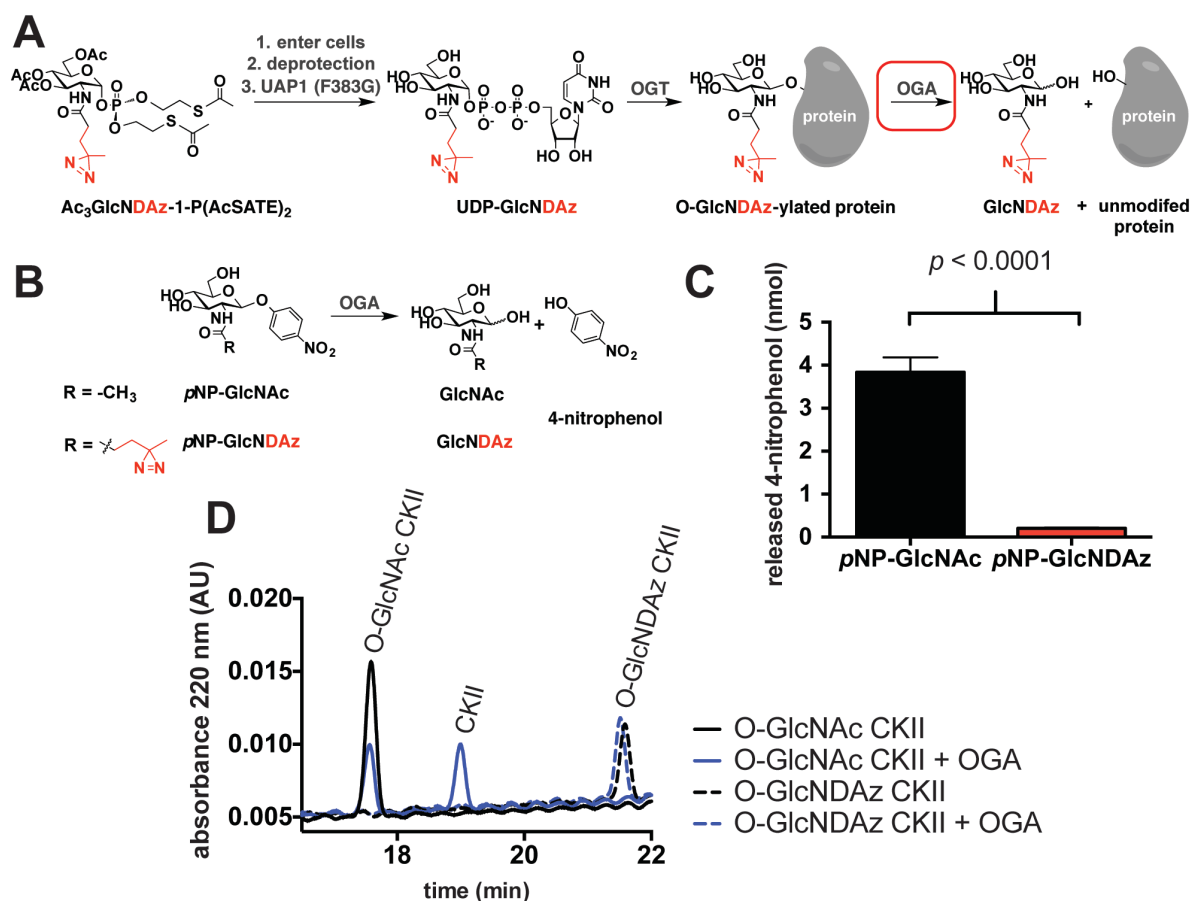 A
OAc
AcO
AcO
N
H
O
O
P
O
O
S
O
O
S
O
N
N
Ac3GlcNDAz-1-P(AcSATE)2
1. enter cells
2. deprotection
3. UAP1 (F383G)
OH
HO
HO
N
H
O
O
O
P
O
O-
O
P
O
O-
O
O
N
NH
O
O
HO
OH
N
N
UDP-GlcNDAz
OGT
OH
HO
HO
O
O
NH
O
N
N
protein
O-GlcNDAz-ylated protein
OGA
OH
HO
HO
O
OH
NH
O
N
N
GlcNDAz
+
HO
protein
+ unmodifed
protein
B
OH
HO
HO
O
O
NH
O
R
NO2
OGA
OH
HO
HO
O
OH
NH
O
R
+
HO
NO2
R = -CH3
pNP-GlcNAc
GlcNAc
4-nitrophenol
R =
N=N
pNP-GlcNDAz
GlcNDAz
C
p < 0.0001
released 4-nitrophenol (nmol)
5
4
3
2
1
0
pNP-GlcNAc
pNP-GlcNDAz
D
absorbance 220 nm (AU)
0.020
0.015
0.010
0.005
O-GlcNAc CKII
CKII
O-GlcNDAz CKII
18
20
22
time (min)
O-GlcNAc CKII
O-GlcNAc CKII + OGA
O-GlcNDAz CKII
O-GlcNDAz CKII + OGA